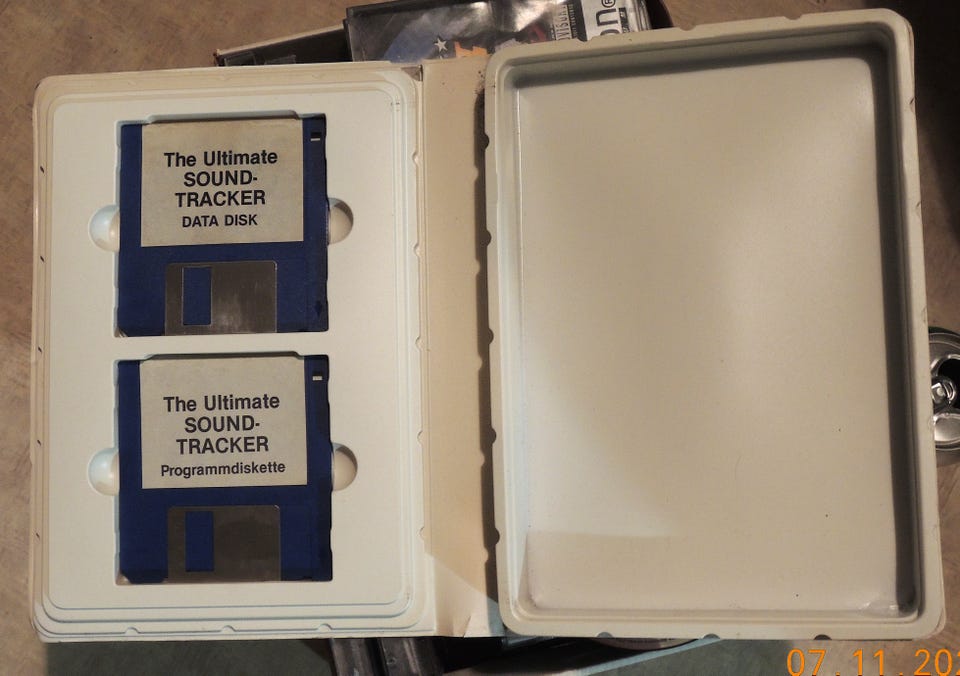 The Ultimate
SOUND-
TRACKER
DATA DISK
The Ultimate
SOUND-
TRACKER
Programmdiskette
07.11.20